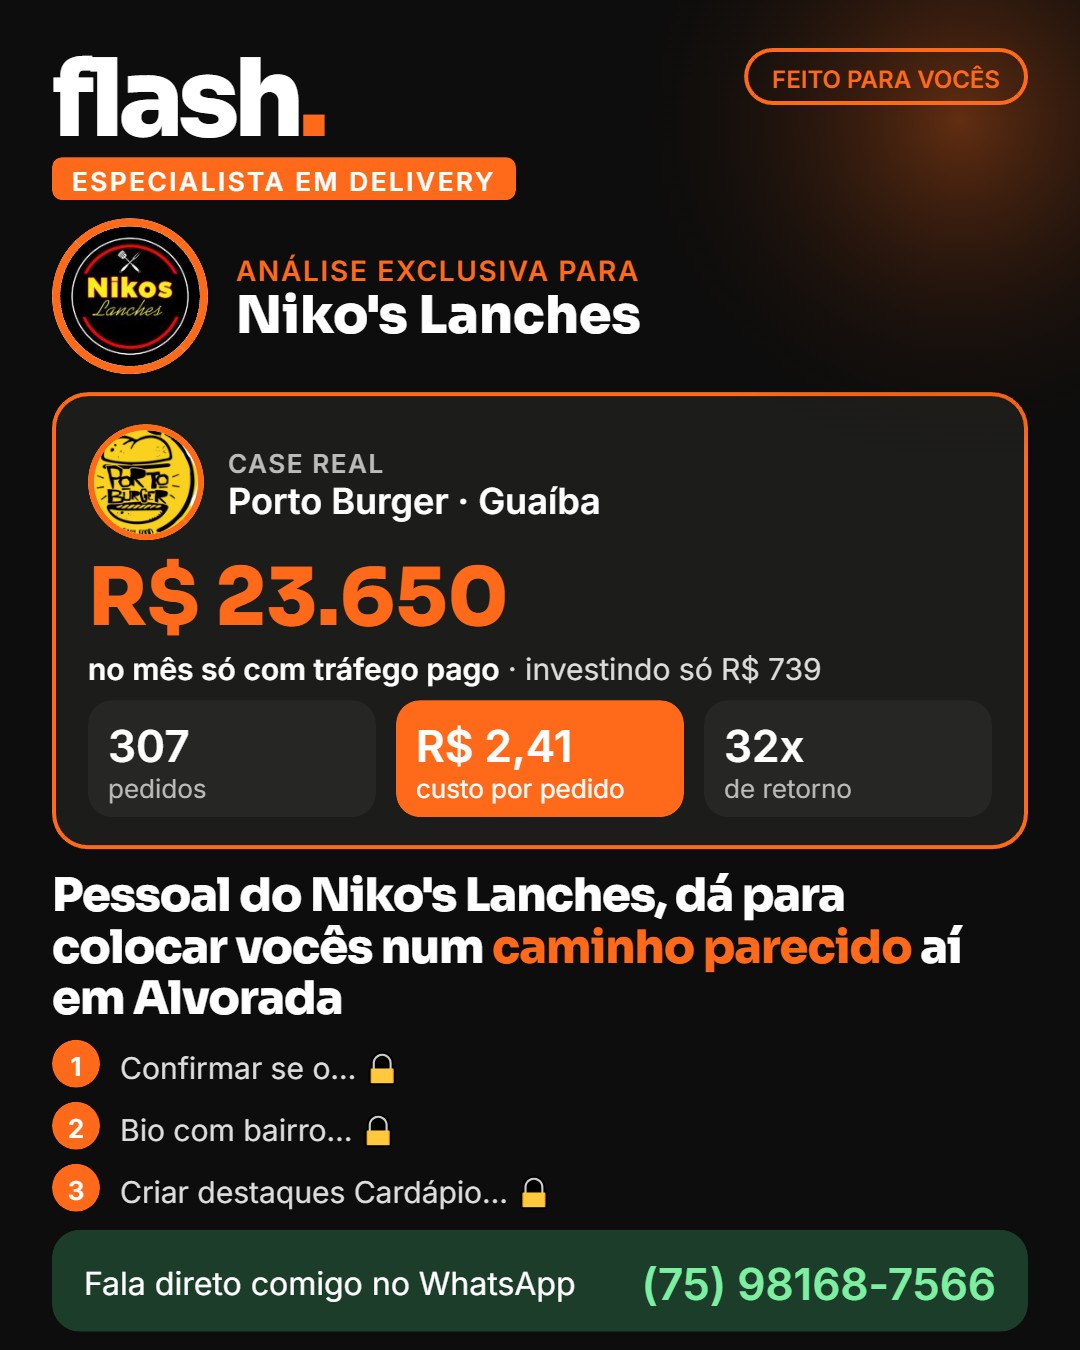 flash.
FEITO PARA VOCÊS
ESPECIALISTA EM DELIVERY
Nikos
Lanches
ANÁLISE EXCLUSIVA PARA
Niko's Lanches
PORTO
BURGER
CASE REAL
Porto Burger · Guaíba
R$ 23.650
no mês só com tráfego pago · investindo só R$ 739
307
pedidos
R$ 2,41
custo por pedido
32x
de retorno
Pessoal do Niko's Lanches, dá para
colocar vocês num caminho parecido aí
em Alvorada
1 Confirmar se o... 🔒
2 Bio com bairro... 🔒
3 Criar destaques Cardápio... 🔒
Fala direto comigo no WhatsApp (75) 98168-7566